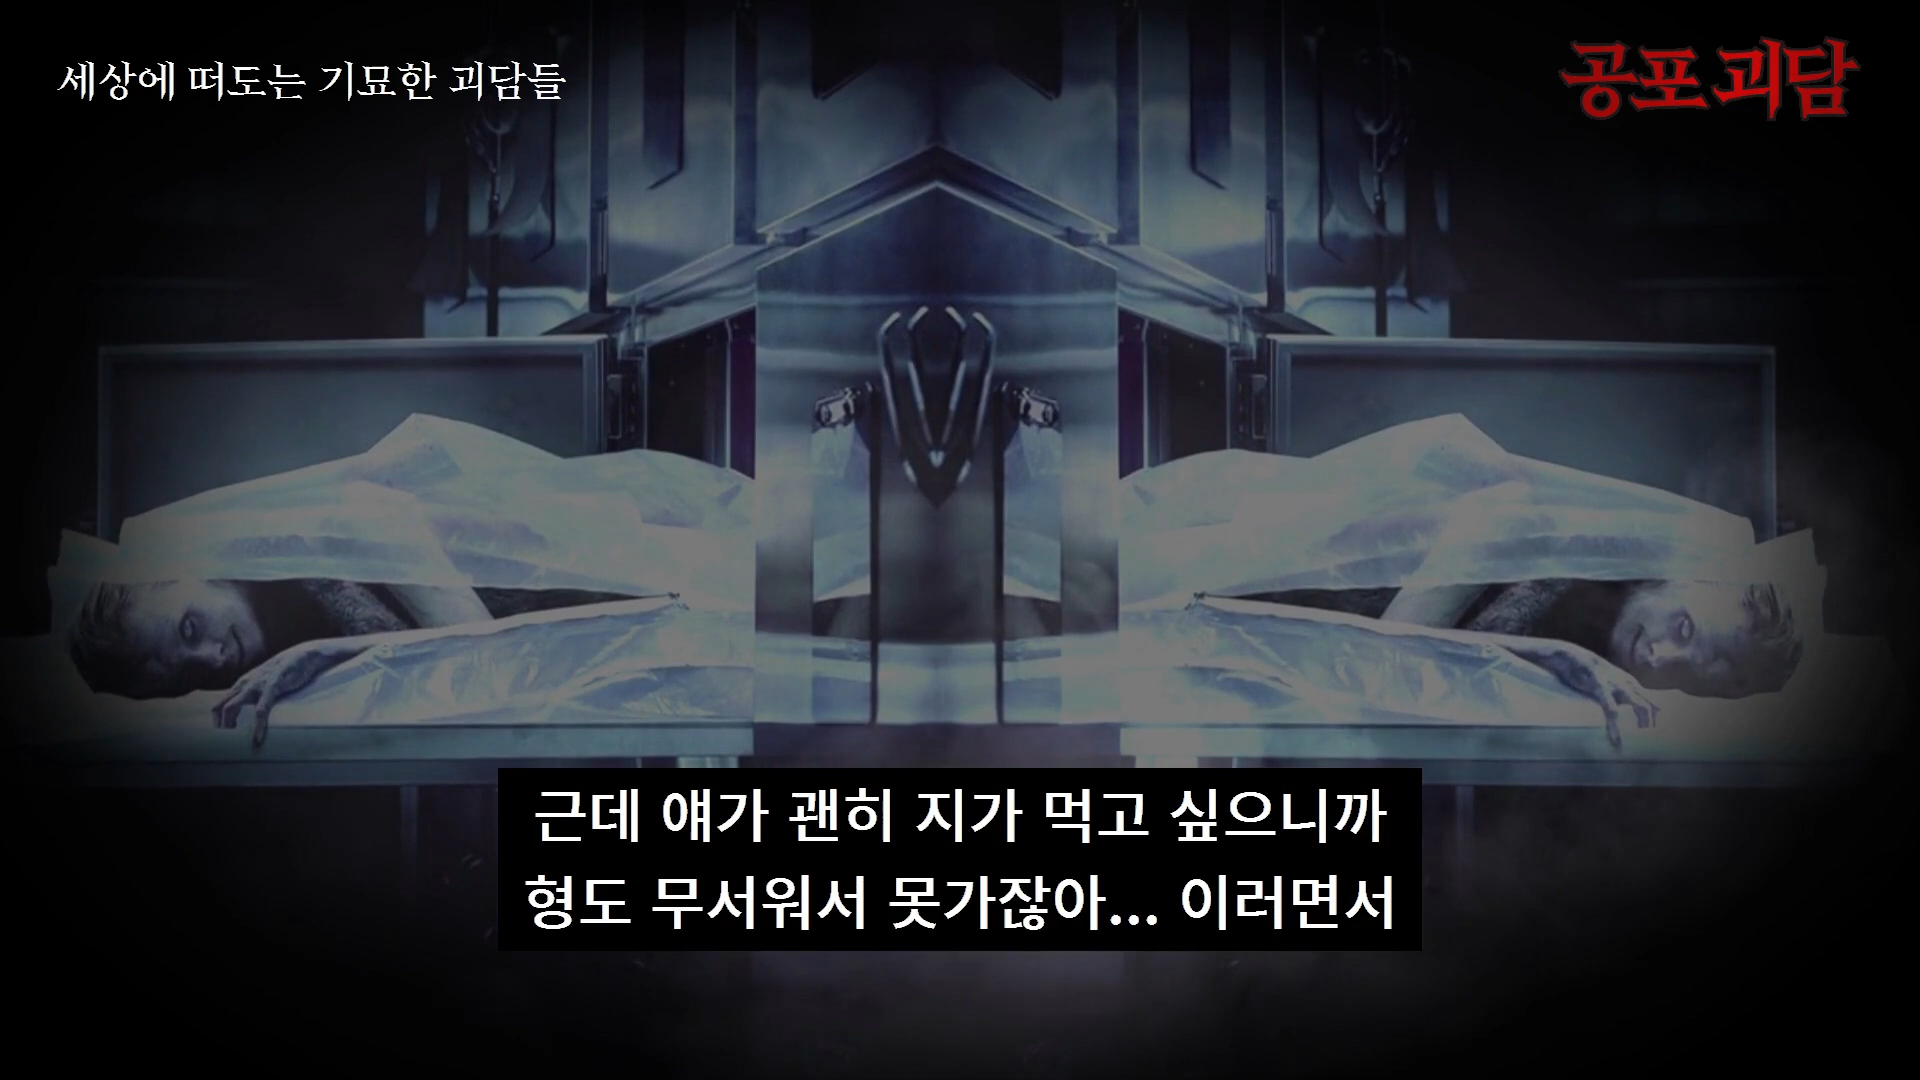 세상에 떠도는 기묘한 괴담들
공포괴담
근데 얘가 괜히 지가 먹고 싶으니까
형도 무서워서 못가잖아... 이러면서